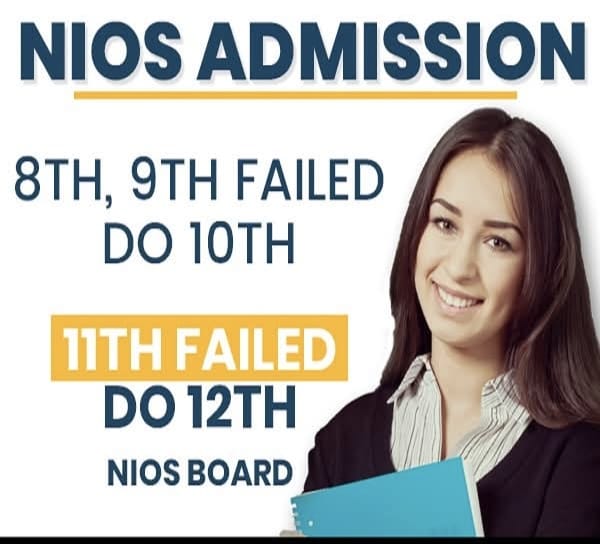 NIOS ADMISSION
8TH, 9TH FAILED
DO 10TH
11TH FAILED
DO 12TH
NIOS BOARD